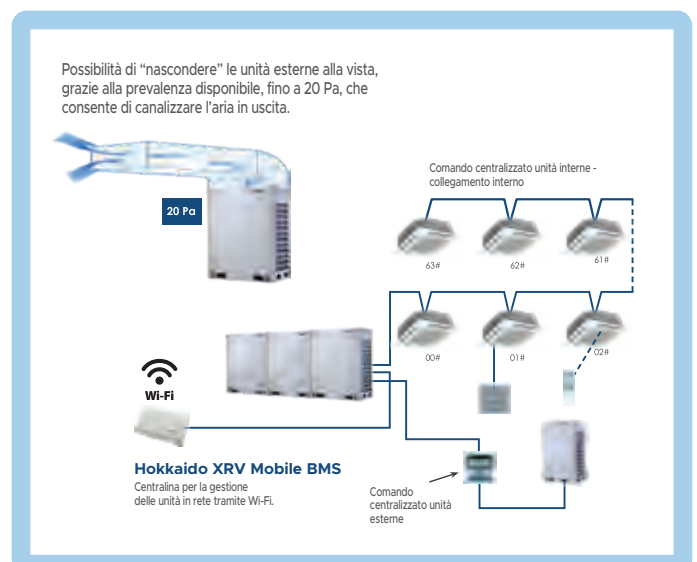 Possibilità di “nascondere” le unità esterne alla vista,
grazie alla prevalenza disponibile, fino a 20 Pa, che
consente di canalizzare l’aria in uscita.
20 Pa
Comando centralizzato unità interne -
collegamento interno
63#
62#
61#
00#
01#
02#
Wi-Fi
Hokkaido XRV Mobile BMS
Centralina per la gestione
delle unità in rete tramite Wi-Fi.
Comando
centralizzato unità
esterne